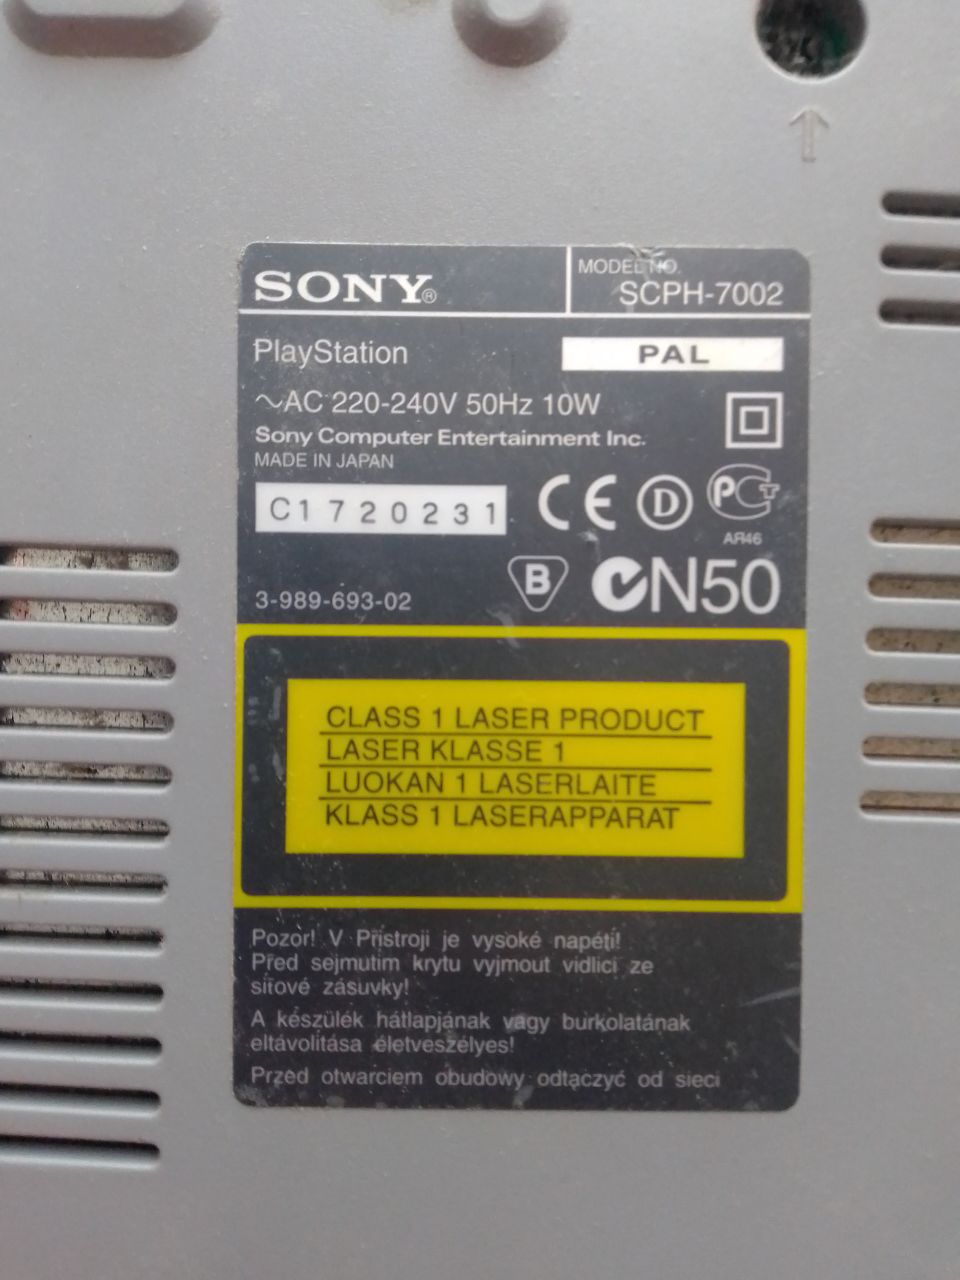 SONY®
MODEL NO.
SCPH-7002
PlayStation
PAL
~AC 220-240V 50Hz 10W
Sony Computer Entertainment Inc.
MADE IN JAPAN
C1720231
CE D PCT
AR46
3-989-693-02
B N50
CLASS 1 LASER PRODUCT
LASER KLASSE 1
LUOKAN 1 LASERLAITE
KLASS 1 LASERAPPARAT
Pozor! V Přístroji je vysoké napětí!
Před sejmutim krytu vyjmout vidlici ze
síťové zásuvky!
A készülék hátlapjának vagy burkolatának
eltávolítása életveszélyes!
Przed otwarciem obudowy odłączyć od sieci